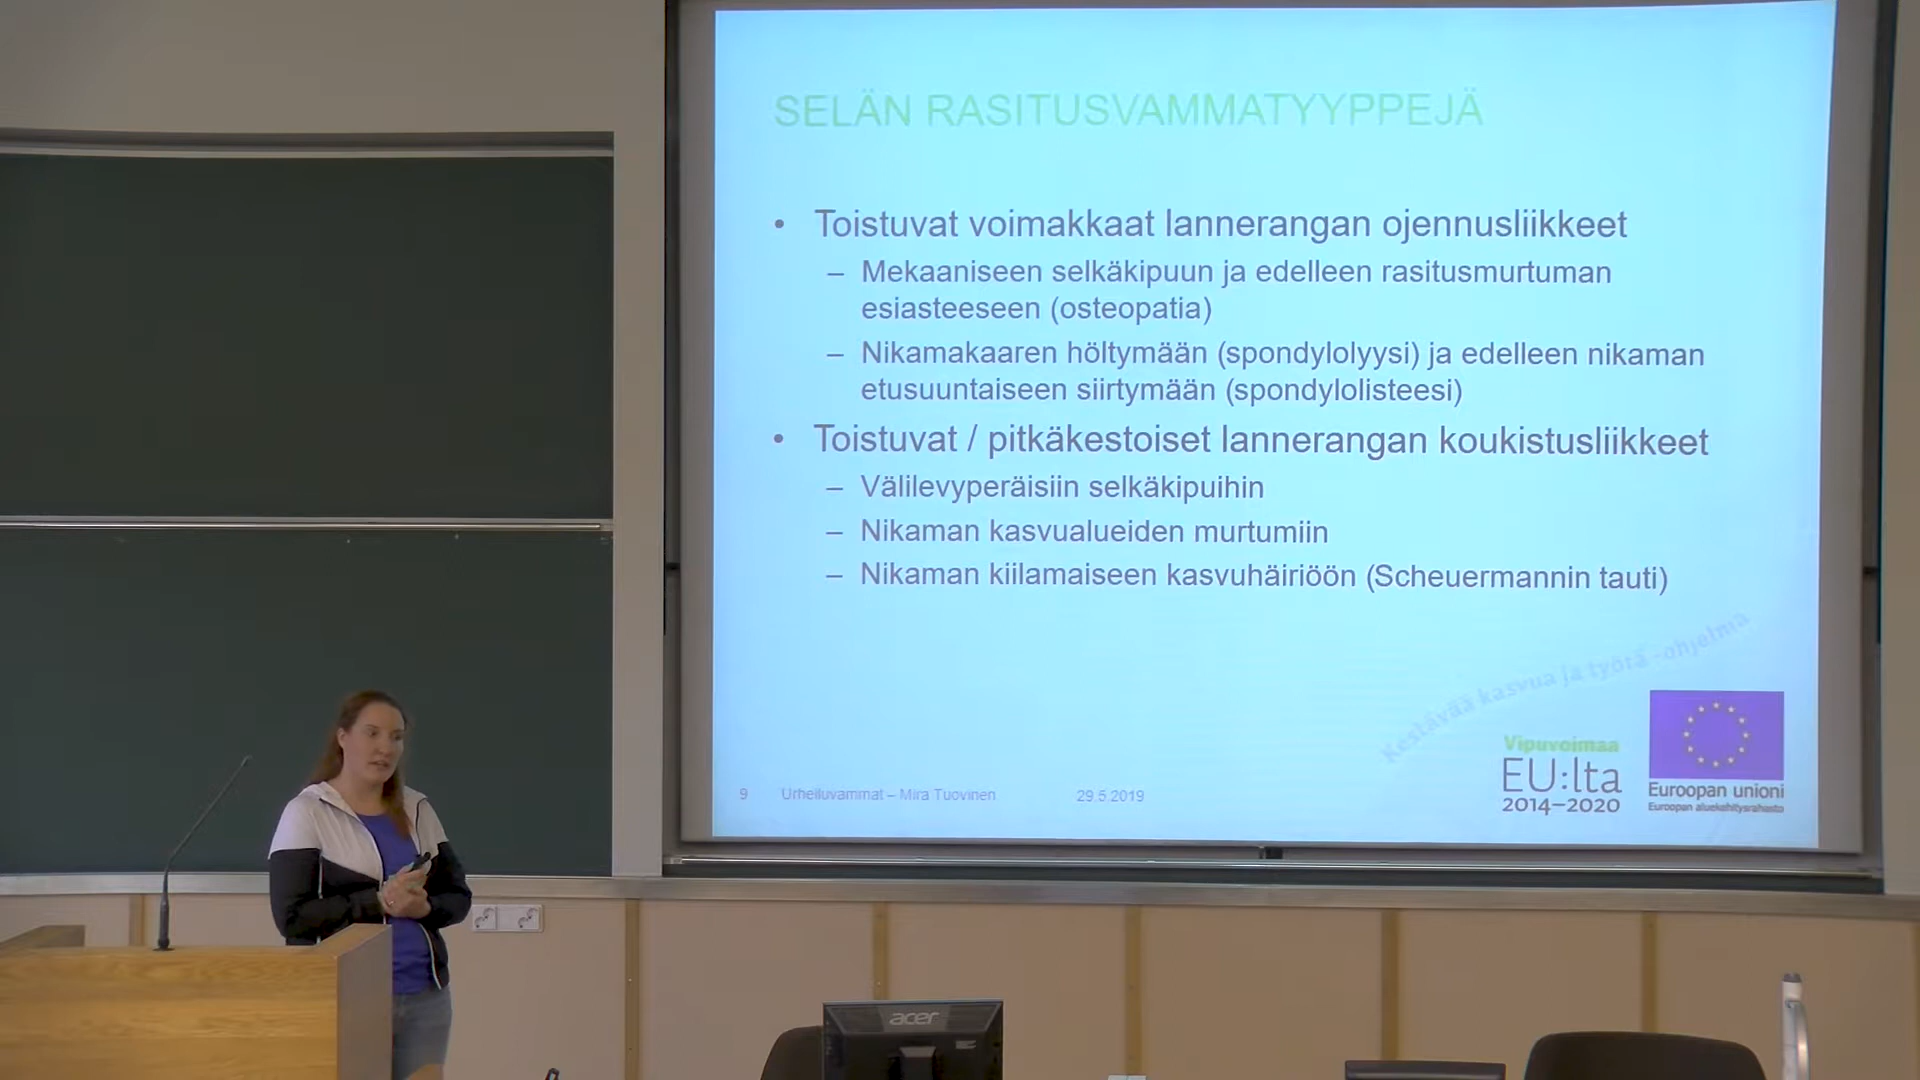 SELÄN RASITUSVAMMATYYPPEJÄ
• Toistuvat voimakkaat lannerangan ojennusliikkeet
– Mekaaniseen selkäkipuun ja edelleen rasitusmurtuman
esiasteeseen (osteopatia)
– Nikamakaaren höltymään (spondylolyysi) ja edelleen nikaman
etusuuntaiseen siirtymään (spondylolisteesi)
• Toistuvat / pitkäkestoiset lannerangan koukistusliikkeet
– Välilevyperäisiin selkäkipuihin
– Nikaman kasvualueiden murtumiin
– Nikaman kiilamaiseen kasvuhäiriöön (Scheuermannin tauti)
Kestävää kasvua ja työtä -ohjelma
Vipuvoimaa
EU:lta
2014–2020
Euroopan unioni
Euroopan aluekehitysrahasto
9 Urheiluvammat – Mira Tuovinen 29.5.2019
acer